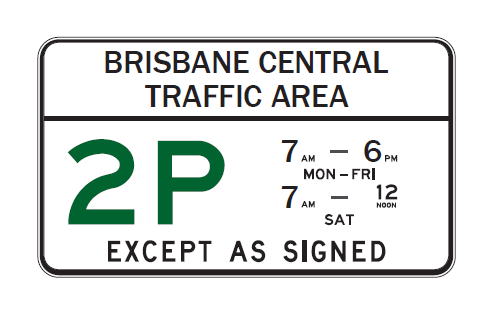 BRISBANE CENTRAL
TRAFFIC AREA
2P
7 AM — 6 PM
MON – FRI
7 AM — 12 NOON
SAT
EXCEPT AS SIGNED